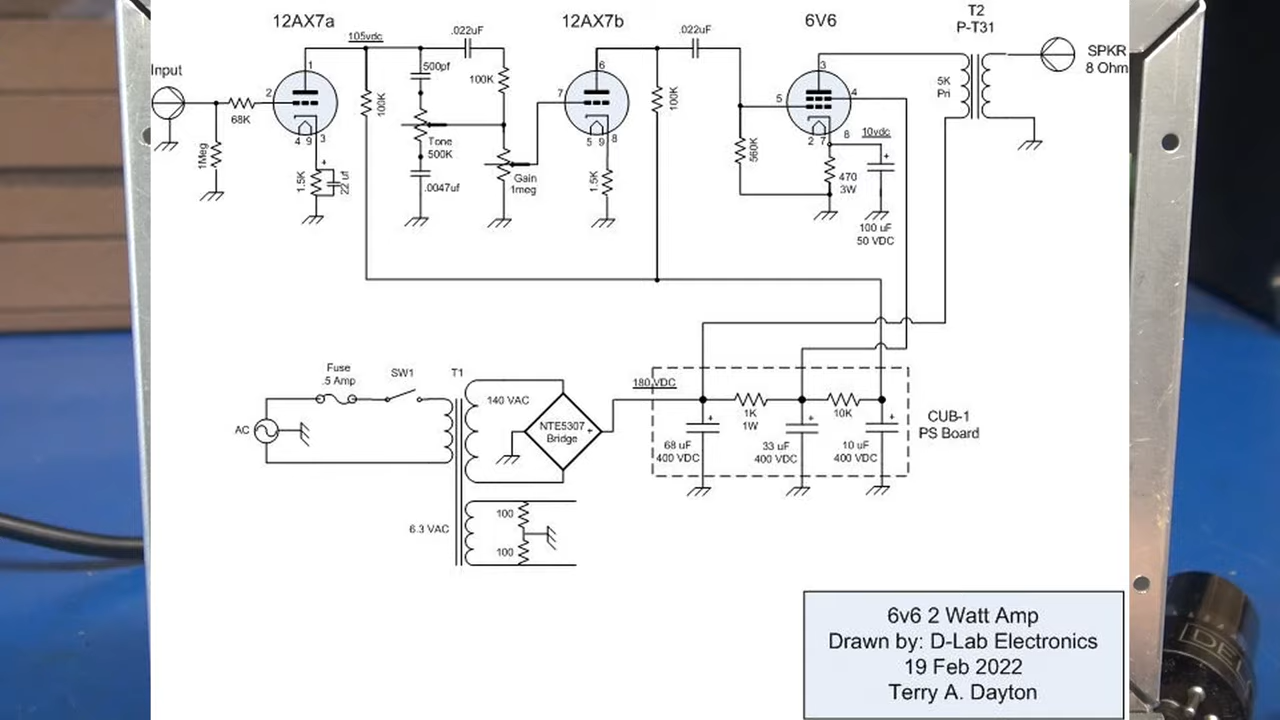 12AX7a
12AX7b
6V6
T2
P-T31
105vdc
.022uF
.022uF
SPKR
8 Ohm
Input
1
500pf
6
3
5K
Pri
2
100K
7
5
4
68K
100K
100K
4 9 3
Tone
500K
5 9 8
2 7 8
10vdc
1Meg
560K
+
+
1.5K
22 uf
.0047uf
Gain
1meg
1.5K
470
3W
100 uF
50 VDC
Fuse
.5 Amp
SW1
T1
180 VDC
140 VAC
AC
NTE5307
Bridge
+
1K
1W
10K
+
+
+
CUB-1
PS Board
68 uF
400 VDC
33 uF
400 VDC
10 uF
400 VDC
6.3 VAC
100
100
6v6 2 Watt Amp
Drawn by: D-Lab Electronics
19 Feb 2022
Terry A. Dayton